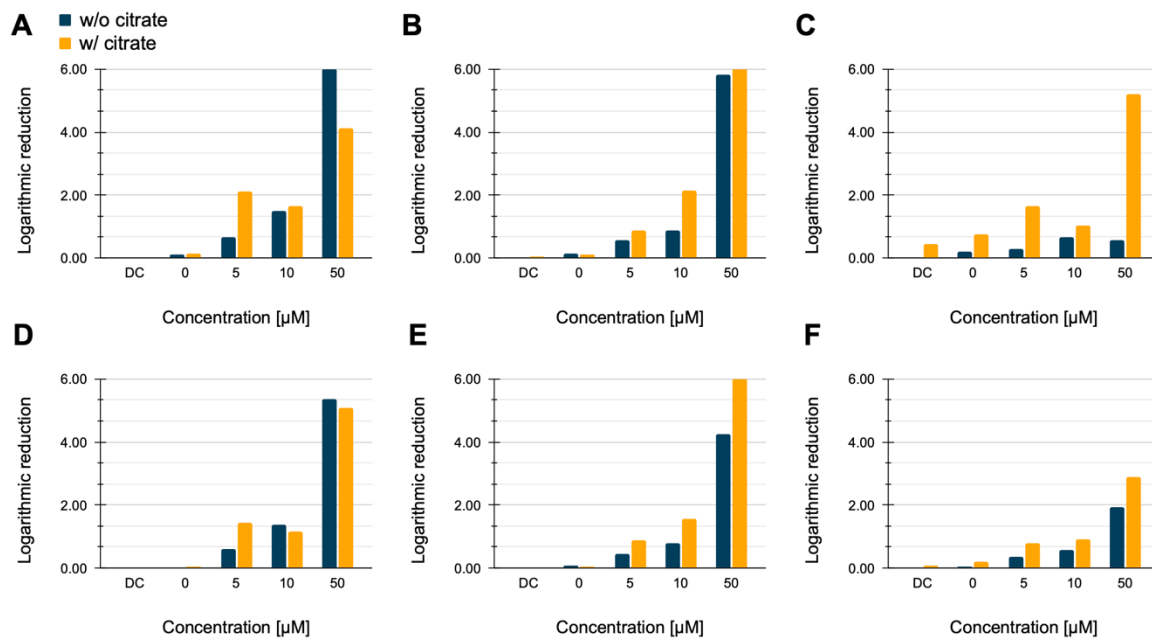 A
w/o citrate
w/ citrate
B
C
Logarithmic reduction
6.00
4.00
2.00
0.00
DC 0 5 10 50
Concentration [µM]
Logarithmic reduction
6.00
4.00
2.00
0.00
DC 0 5 10 50
Concentration [µM]
Logarithmic reduction
6.00
4.00
2.00
0.00
DC 0 5 10 50
Concentration [µM]
D
E
F
Logarithmic reduction
6.00
4.00
2.00
0.00
DC 0 5 10 50
Concentration [µM]
Logarithmic reduction
6.00
4.00
2.00
0.00
DC 0 5 10 50
Concentration [µM]
Logarithmic reduction
6.00
4.00
2.00
0.00
DC 0 5 10 50
Concentration [µM]